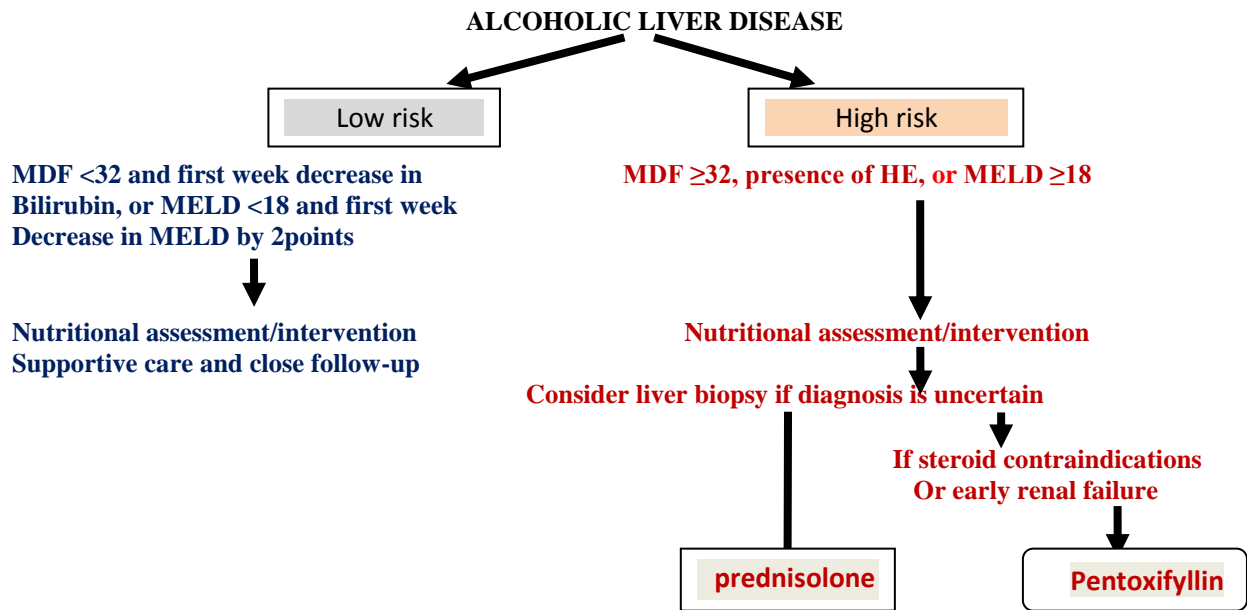 ALCOHOLIC LIVER DISEASE
Low risk
High risk
MDF <32 and first week decrease in
Bilirubin, or MELD <18 and first week
Decrease in MELD by 2points
MDF ≥32, presence of HE, or MELD ≥18
Nutritional assessment/intervention
Supportive care and close follow-up
Nutritional assessment/intervention
Consider liver biopsy if diagnosis is uncertain
If steroid contraindications
Or early renal failure
prednisolone
Pentoxifyllin